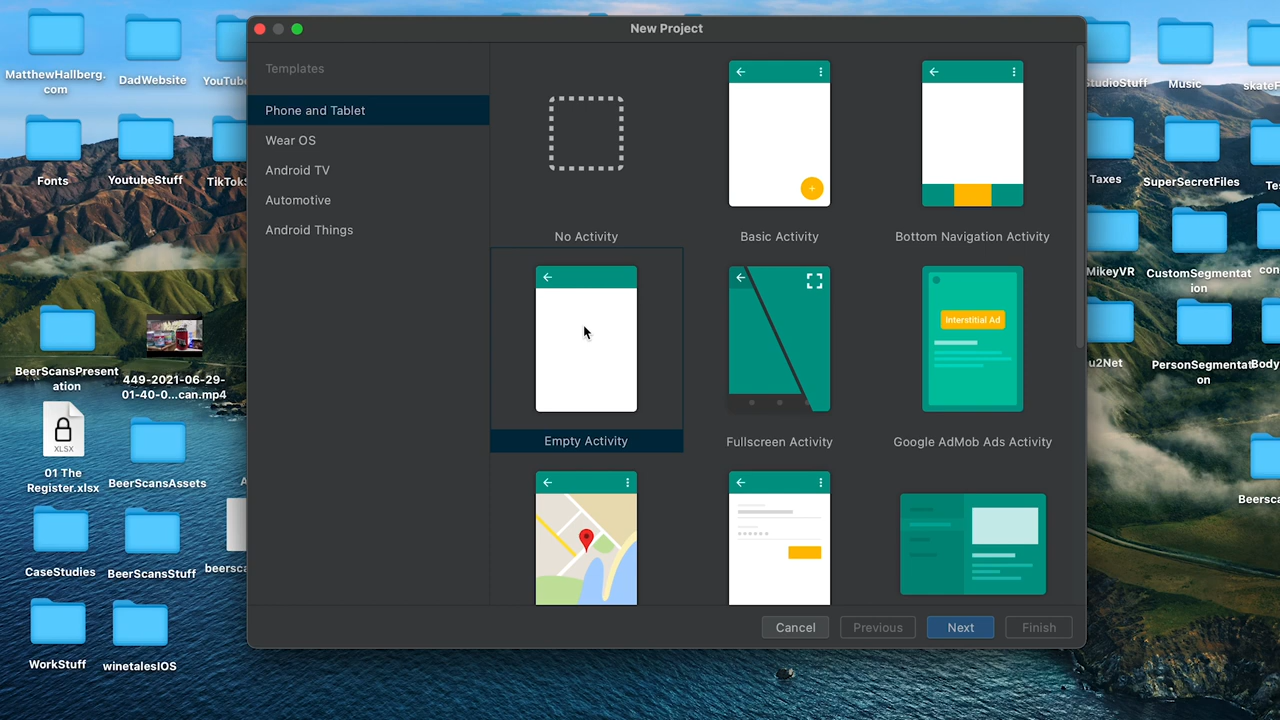 New Project
Templates
Phone and Tablet
Wear OS
Android TV
Automotive
Android Things
No Activity
Basic Activity
Bottom Navigation Activity
Interstitial Ad
Empty Activity
Fullscreen Activity
Google AdMob Ads Activity
Cancel
Previous
Next
Finish
MatthewHallberg.
com
DadWebsite
Fonts
YoutubeStuff
BeerScansPresent
ation
449-2021-06-29-
01-40-0...can.mp4
XLSX
01 The
Register.xlsx
BeerScansAssets
CaseStudies
BeerScansStuff
WorkStuff
winetalesIOS
Music
Taxes
SuperSecretFiles
MikeyVR
CustomSegmentat
ion
u2Net
PersonSegmentati
on